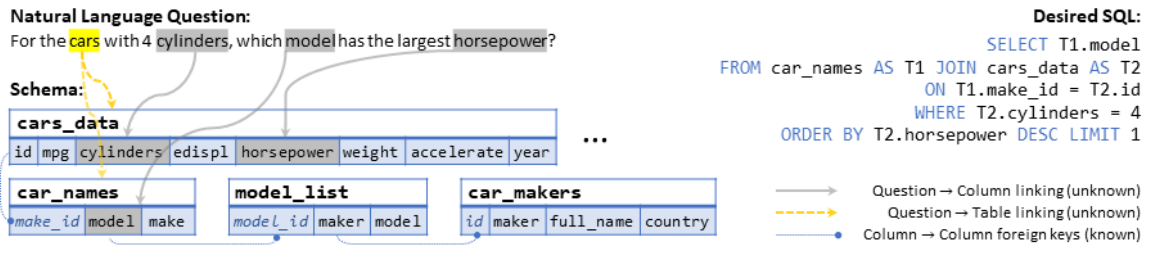 Natural Language Question:
For the cars with 4 cylinders, which model has the largest horsepower?
Schema:
cars_data
id mpg cylinders edispl horsepower weight accelerate year
...
car_names
make_id model make
model_list
model_id maker model
car_makers
id maker full_name country
Desired SQL:
SELECT T1.model
FROM car_names AS T1 JOIN cars_data AS T2
ON T1.make_id = T2.id
WHERE T2.cylinders = 4
ORDER BY T2.horsepower DESC LIMIT 1
Question → Column linking (unknown)
Question → Table linking (unknown)
Column → Column foreign keys (known)